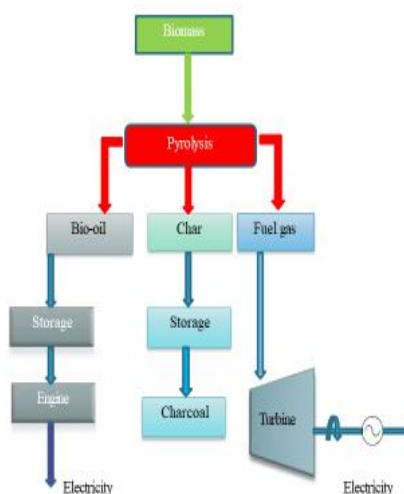 Biomass
Pyrolysis
Bio-oil
Char
Fuel gas
Storage
Storage
Engine
Charcoal
Turbine
Electricity
Electricity